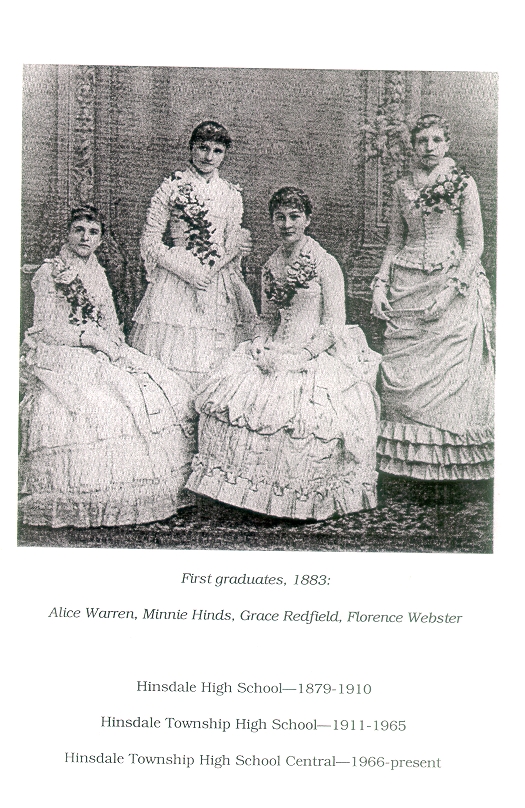 First graduates, 1883:
Alice Warren, Minnie Hinds, Grace Redfield, Florence Webster
Hinsdale High School—1879-1910
Hinsdale Township High School—1911-1965
Hinsdale Township High School Central—1966-present